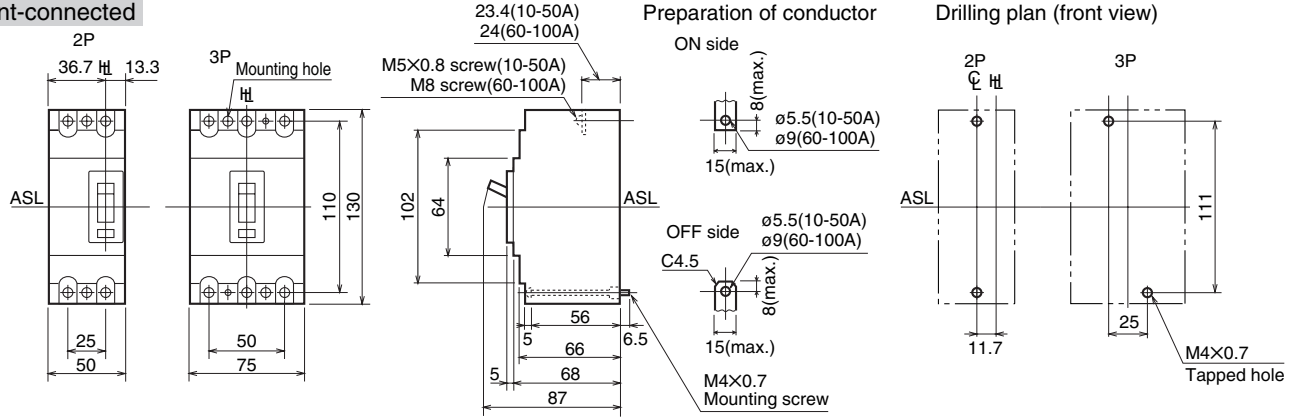 nt-connected
2P
36.7 HL 13.3
3P
Mounting hole
HL
ASL
110
130
25
50
50
75
23.4(10-50A)
24(60-100A)
M5×0.8 screw(10-50A)
M8 screw(60-100A)
102
64
ASL
5
56
6.5
66
5
68
87
M4×0.7
Mounting screw
Preparation of conductor
ON side
8(max.)
ø5.5(10-50A)
ø9(60-100A)
15(max.)
OFF side
ø5.5(10-50A)
ø9(60-100A)
C4.5
8(max.)
15(max.)
Drilling plan (front view)
2P
CL HL
3P
ASL
111
11.7
25
M4×0.7
Tapped hole